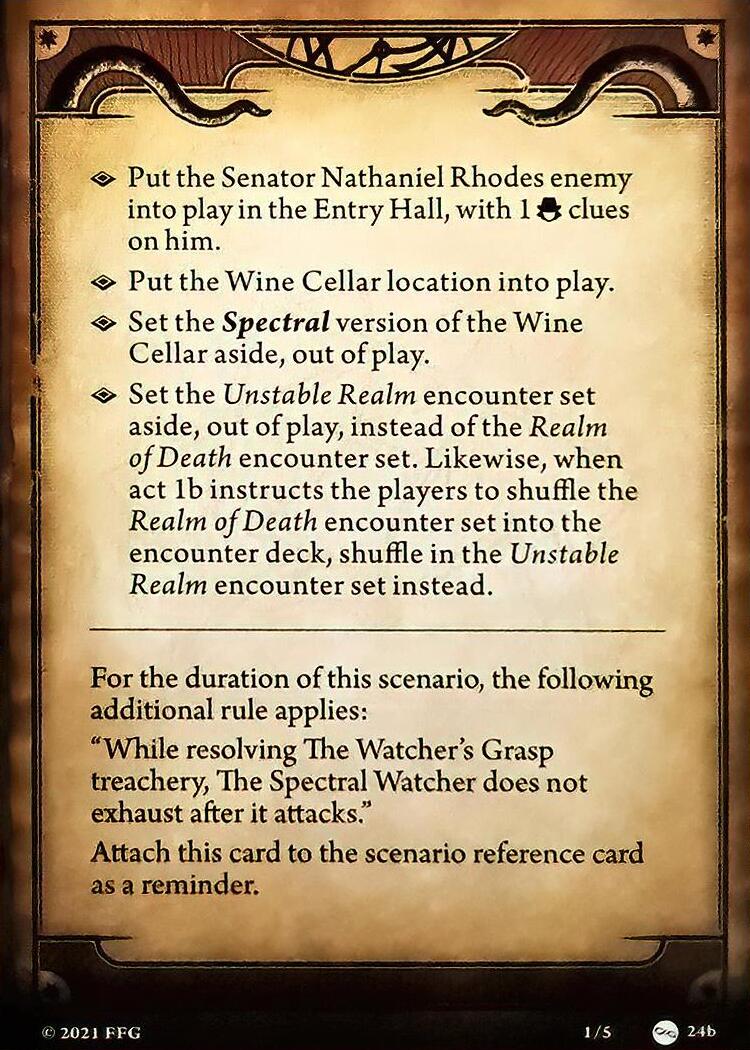 Put the Senator Nathaniel Rhodes enemy
into play in the Entry Hall, with 1 clues
on him.
Put the Wine Cellar location into play.
Set the Spectral version of the Wine
Cellar aside, out of play.
Set the Unstable Realm encounter set
aside, out of play, instead of the Realm
of Death encounter set. Likewise, when
act 1b instructs the players to shuffle the
Realm of Death encounter set into the
encounter deck, shuffle in the Unstable
Realm encounter set instead.
For the duration of this scenario, the following
additional rule applies:
“While resolving The Watcher’s Grasp
treachery, The Spectral Watcher does not
exhaust after it attacks.”
Attach this card to the scenario reference card
as a reminder.
© 2021 FFG 1/5 24b